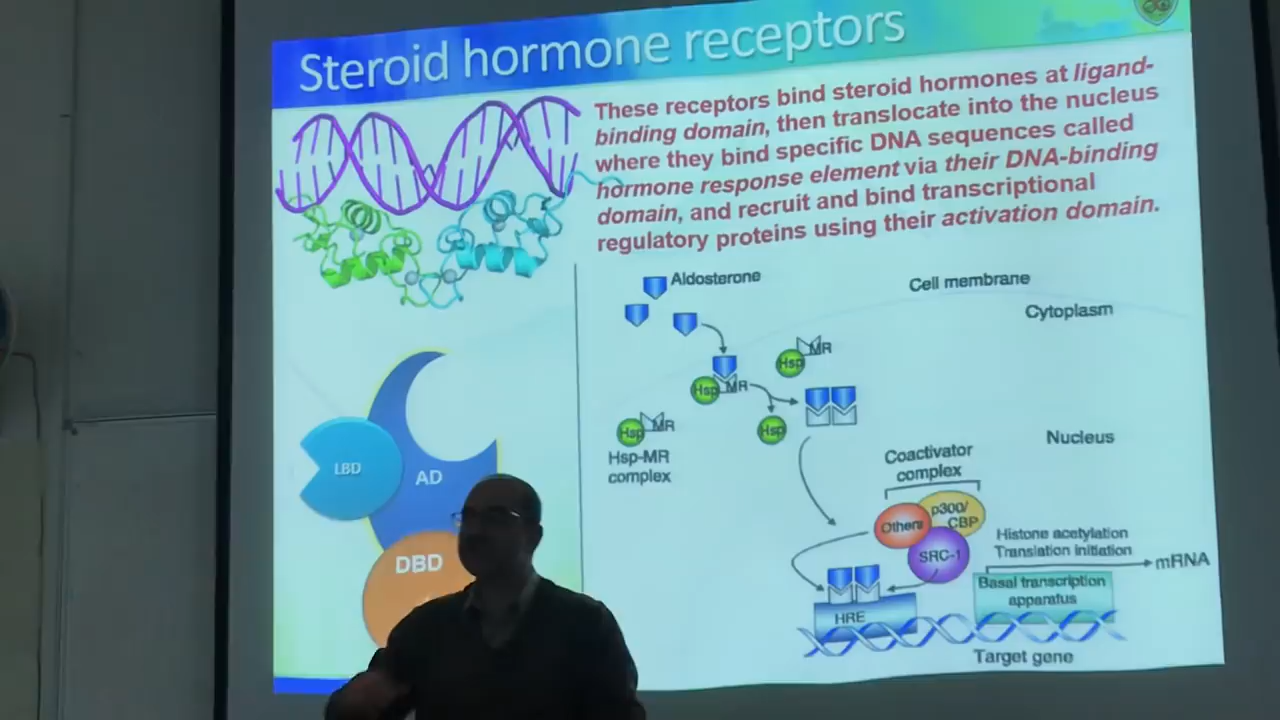 Steroid hormone receptors
These receptors bind steroid hormones at ligand-
binding domain, then translocate into the nucleus
where they bind specific DNA sequences called
hormone response element via their DNA-binding
domain, and recruit and bind transcriptional
regulatory proteins using their activation domain.
Aldosterone
Cell membrane
Cytoplasm
Hsp MR
Hsp MR
Hsp
Hsp MR
Hsp-MR
complex
Nucleus
Coactivator
complex
LBD
AD
DBD
Others
p300/
CBP
SRC-1
Histone acetylation
Translation initiation
mRNA
Basal transcription
apparatus
HRE
Target gene